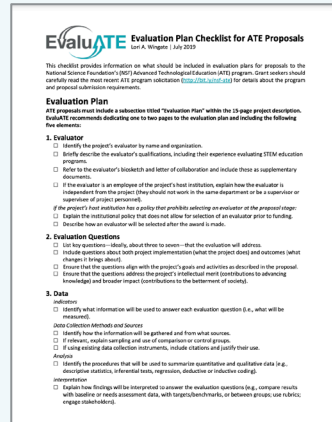 EvaluATE
Evaluation Plan Checklist for ATE Proposals
Lori A. Wingate | July 2019
This checklist provides information on what should be included in evaluation plans for proposals to the
National Science Foundation's (NSF) Advanced Technological Education (ATE) program. Grant seekers should
carefully read the most recent ATE program solicitation (http://bit.ly/nsf-ate) for details about the program
and proposal submission requirements.
Evaluation Plan
ATE proposals must include a subsection titled "Evaluation Plan" within the 15-page project description.
EvaluATE recommends dedicating one to two pages to the evaluation plan and including the following
five elements:
1. Evaluator
☐ Identify the project's evaluator by name and organization.
☐ Briefly describe the evaluator's qualifications, including their experience evaluating STEM education
programs.
☐ Refer to the evaluator's biosketch and letter of collaboration and include these as supplementary
documents.
☐ If the evaluator is an employee of the project's host institution, explain how the evaluator is
independent from the project (they should not work in the same department or be a supervisor or
supervisee of project personnel).
If the project's host institution has a policy that prohibits selecting an evaluator at the proposal stage:
☐ Explain the institutional policy that does not allow for selection of an evaluator prior to funding.
☐ Describe how an evaluator will be selected after the award is made.
2. Evaluation Questions
☐ List key questions—ideally, about three to seven—that the evaluation will address.
☐ Include questions about both project implementation (what the project does) and outcomes (what
changes it brings about).
☐ Ensure that the questions align with the project's goals and activities as described in the proposal.
☐ Ensure that the questions address the project's intellectual merit (contributions to advancing
knowledge) and broader impact (contributions to the betterment of society).
3. Data
Indicators
☐ Identify what information will be used to answer each evaluation question (i.e., what will be
measured).
Data Collection Methods and Sources
☐ Identify how the information will be gathered and from what sources.
☐ If relevant, explain sampling and use of comparison or control groups.
☐ If using existing data collection instruments, include citations and justify their use.
Analysis
☐ Identify the procedures that will be used to summarize quantitative and qualitative data (e.g.,
descriptive statistics, inferential tests, regression, deductive or inductive coding).
Interpretation
☐ Explain how findings will be interpreted to answer the evaluation questions (e.g., compare results
with baseline or needs assessment data, with targets/benchmarks, or between groups; use rubrics;
engage stakeholders).